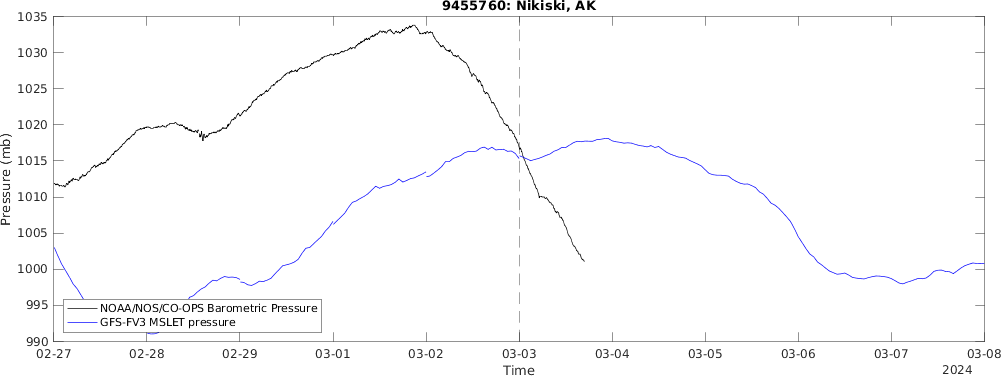 9455760: Nikiski, AK
1035
1030
1025
1020
1015
1010
1005
1000
995
990
Pressure (mb)
NOAA/NOS/CO-OPS Barometric Pressure
GFS-FV3 MSLET pressure
02-27 02-28 02-29 03-01 03-02 03-03 03-04 03-05 03-06 03-07 03-08
Time
2024